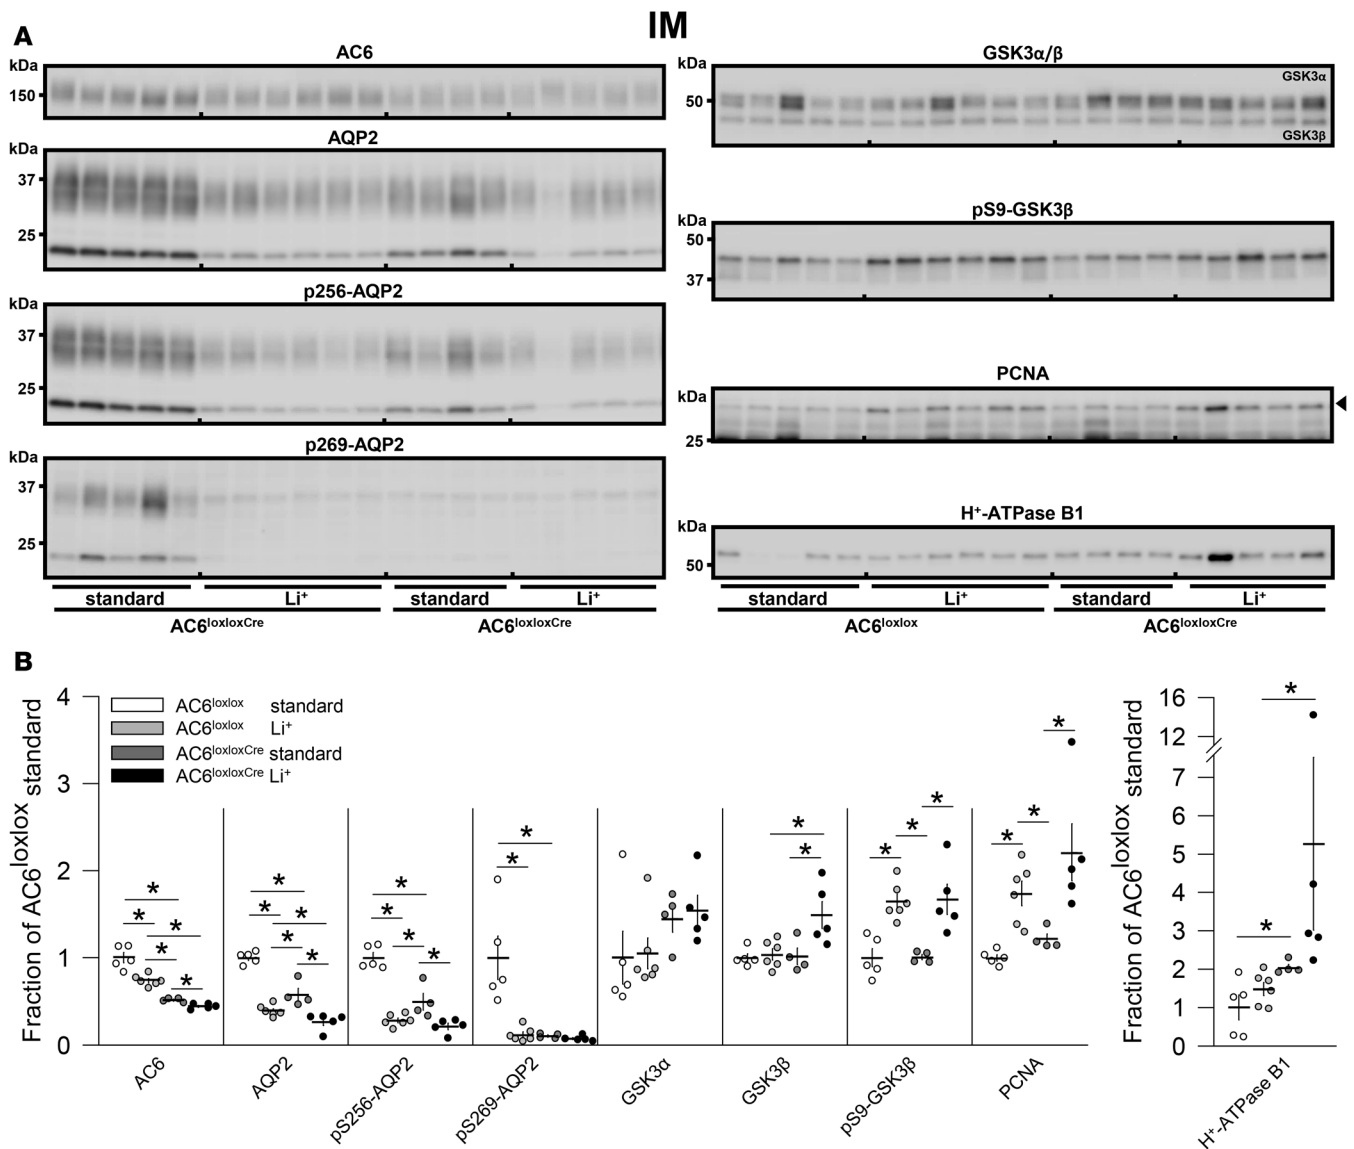 IM
A
AC6
kDa
150
AQP2
kDa
37
25
p256-AQP2
kDa
37
25
p269-AQP2
kDa
37
25
standard Li⁺ standard Li⁺
AC6loxloxCre AC6loxloxCre
GSK3α/β
kDa
50
GSK3α
GSK3β
pS9-GSK3β
kDa
50
37
PCNA
kDa
25
H⁺-ATPase B1
kDa
50
standard Li⁺ standard Li⁺
AC6loxlox AC6loxloxCre
B
Fraction of AC6loxlox standard
4
3
2
1
0
AC6loxlox standard
AC6loxlox Li⁺
AC6loxloxCre standard
AC6loxloxCre Li⁺
* * * * *
* * * * *
* * * *
* *
* *
* * *
* * *
AC6
AQP2
pS256-AQP2
pS269-AQP2
GSK3α
GSK3β
pS9-GSK3β
PCNA
Fraction of AC6loxlox standard
16
12
7
6
5
4
3
2
1
0
* *
H⁺-ATPase B1